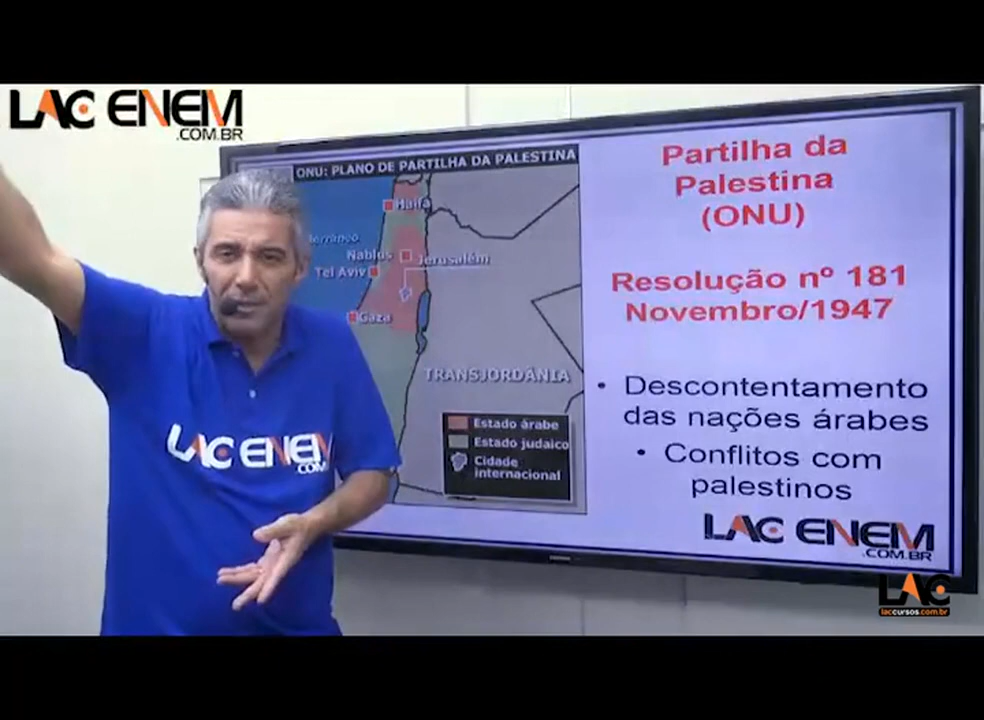 LAC ENEM
.COM.BR
ONU: PLANO DE PARTILHA DA PALESTINA
Haifa
Nablus
Jerusalém
Tel Aviv
Gaza
TRANSJORDÂNIA
Estado árabe
Estado judaico
Cidade
internacional
Partilha da
Palestina
(ONU)
Resolução nº 181
Novembro/1947
• Descontentamento
das nações árabes
• Conflitos com
palestinos
LAC ENEM
.COM.BR
LAC ENEM
.COM
LAC
laccursos.com.br